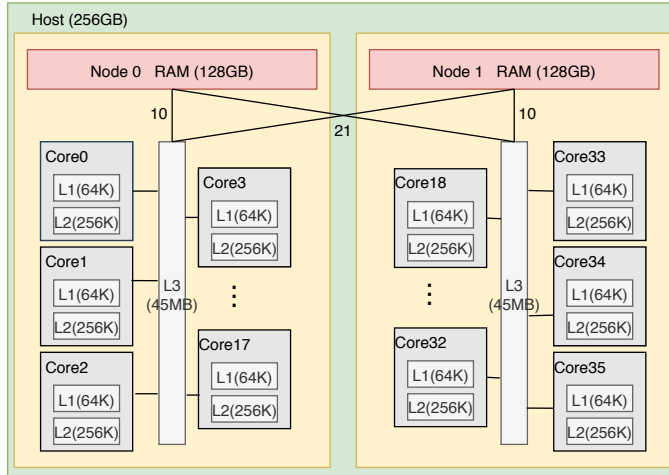 Host (256GB)
Node 0 RAM (128GB)
Node 1 RAM (128GB)
10
21
10
Core0
L1(64K)
L2(256K)
Core1
L1(64K)
L2(256K)
Core2
L1(64K)
L2(256K)
L3
(45MB)
Core3
L1(64K)
L2(256K)
⋮
Core17
L1(64K)
L2(256K)
Core18
L1(64K)
L2(256K)
⋮
Core32
L1(64K)
L2(256K)
L3
(45MB)
Core33
L1(64K)
L2(256K)
Core34
L1(64K)
L2(256K)
Core35
L1(64K)
L2(256K)